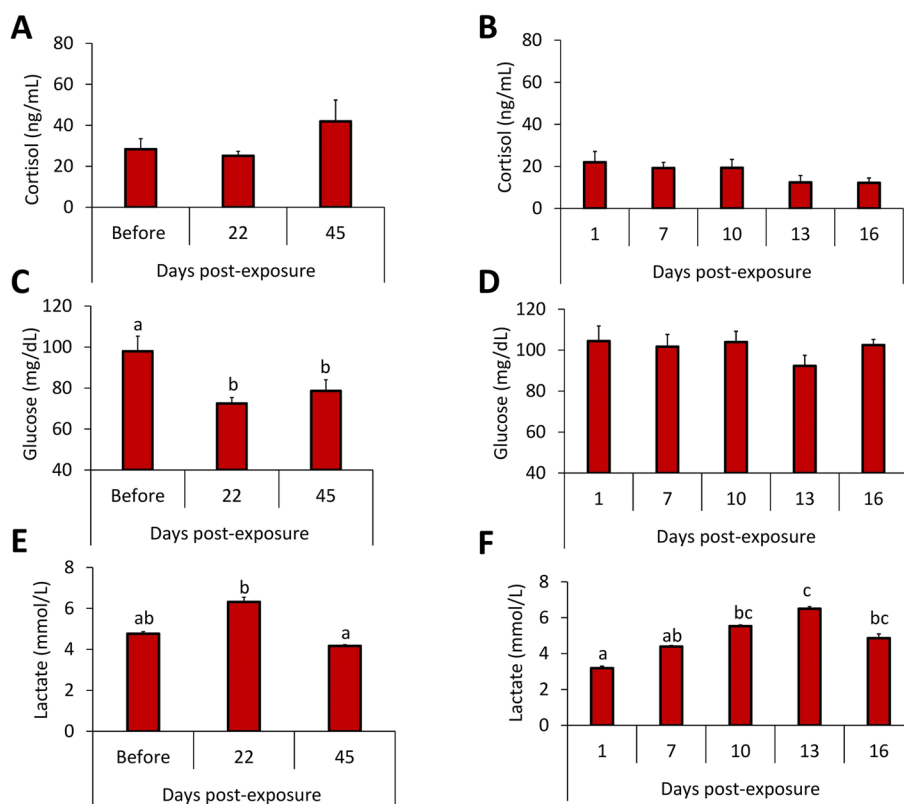 A
Cortisol (ng/mL)
80
60
40
20
0
Before 22 45
Days post-exposure
B
Cortisol (ng/mL)
80
60
40
20
0
1 7 10 13 16
Days post-exposure
C
Glucose (mg/dL)
120
100
80
60
40
a
b
b
Before 22 45
Days post-exposure
D
Glucose (mg/dL)
120
100
80
60
40
1 7 10 13 16
Days post-exposure
E
Lactate (mmol/L)
8
6
4
2
0
ab
b
a
Before 22 45
Days post-exposure
F
Lactate (mmol/L)
8
6
4
2
0
a
ab
bc
c
bc
1 7 10 13 16
Days post-exposure